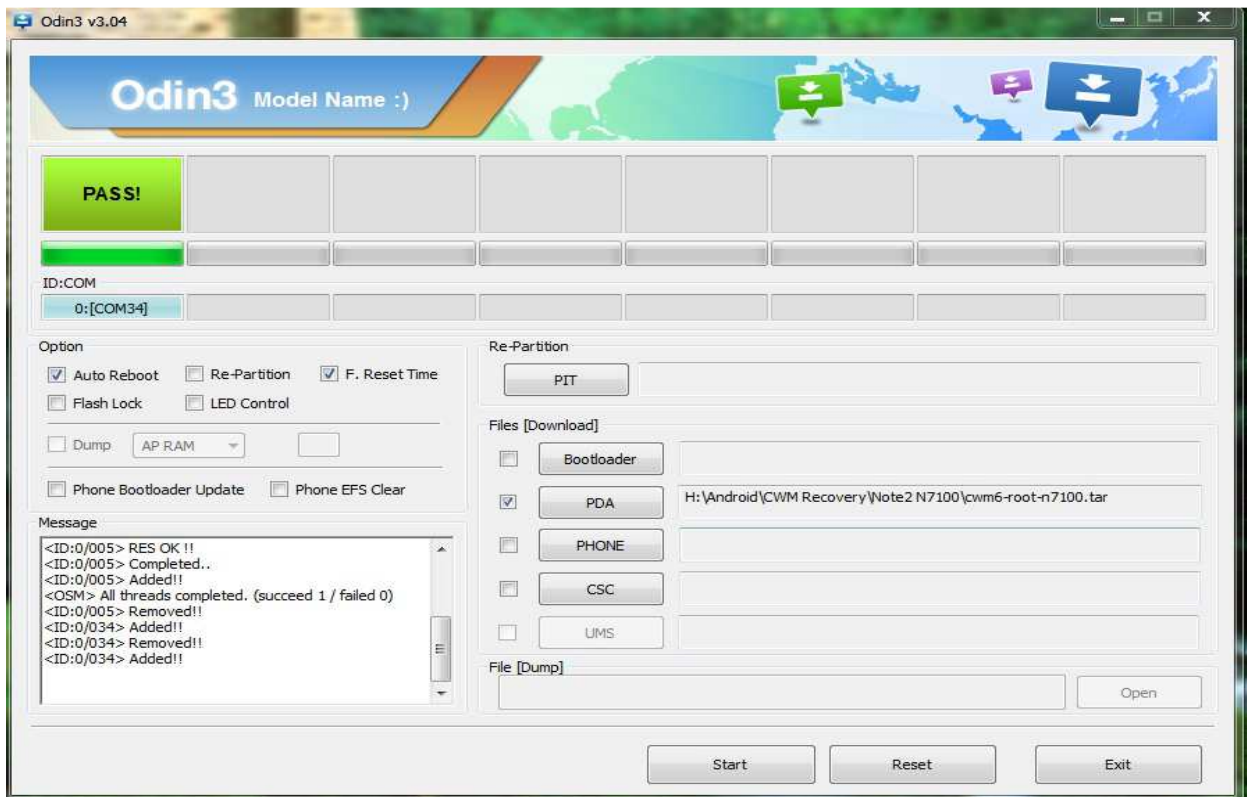 Odin3 v3.04
Odin3 Model Name :)
PASS!
ID:COM
0:[COM34]
Option
Auto Reboot Re-Partition F. Reset Time
Flash Lock LED Control
Dump AP RAM
Phone Bootloader Update Phone EFS Clear
Message
<ID:0/005> RES OK !!
<ID:0/005> Completed..
<ID:0/005> Added!!
<OSM> All threads completed. (succeed 1 / failed 0)
<ID:0/005> Removed!!
<ID:0/034> Added!!
<ID:0/034> Removed!!
<ID:0/034> Added!!
Re-Partition
PIT
Files [Download]
Bootloader
PDA H:\Android\CWM Recovery\Note2 N7100\cwm6-root-n7100.tar
PHONE
CSC
UMS
File [Dump]
Open
Start Reset Exit